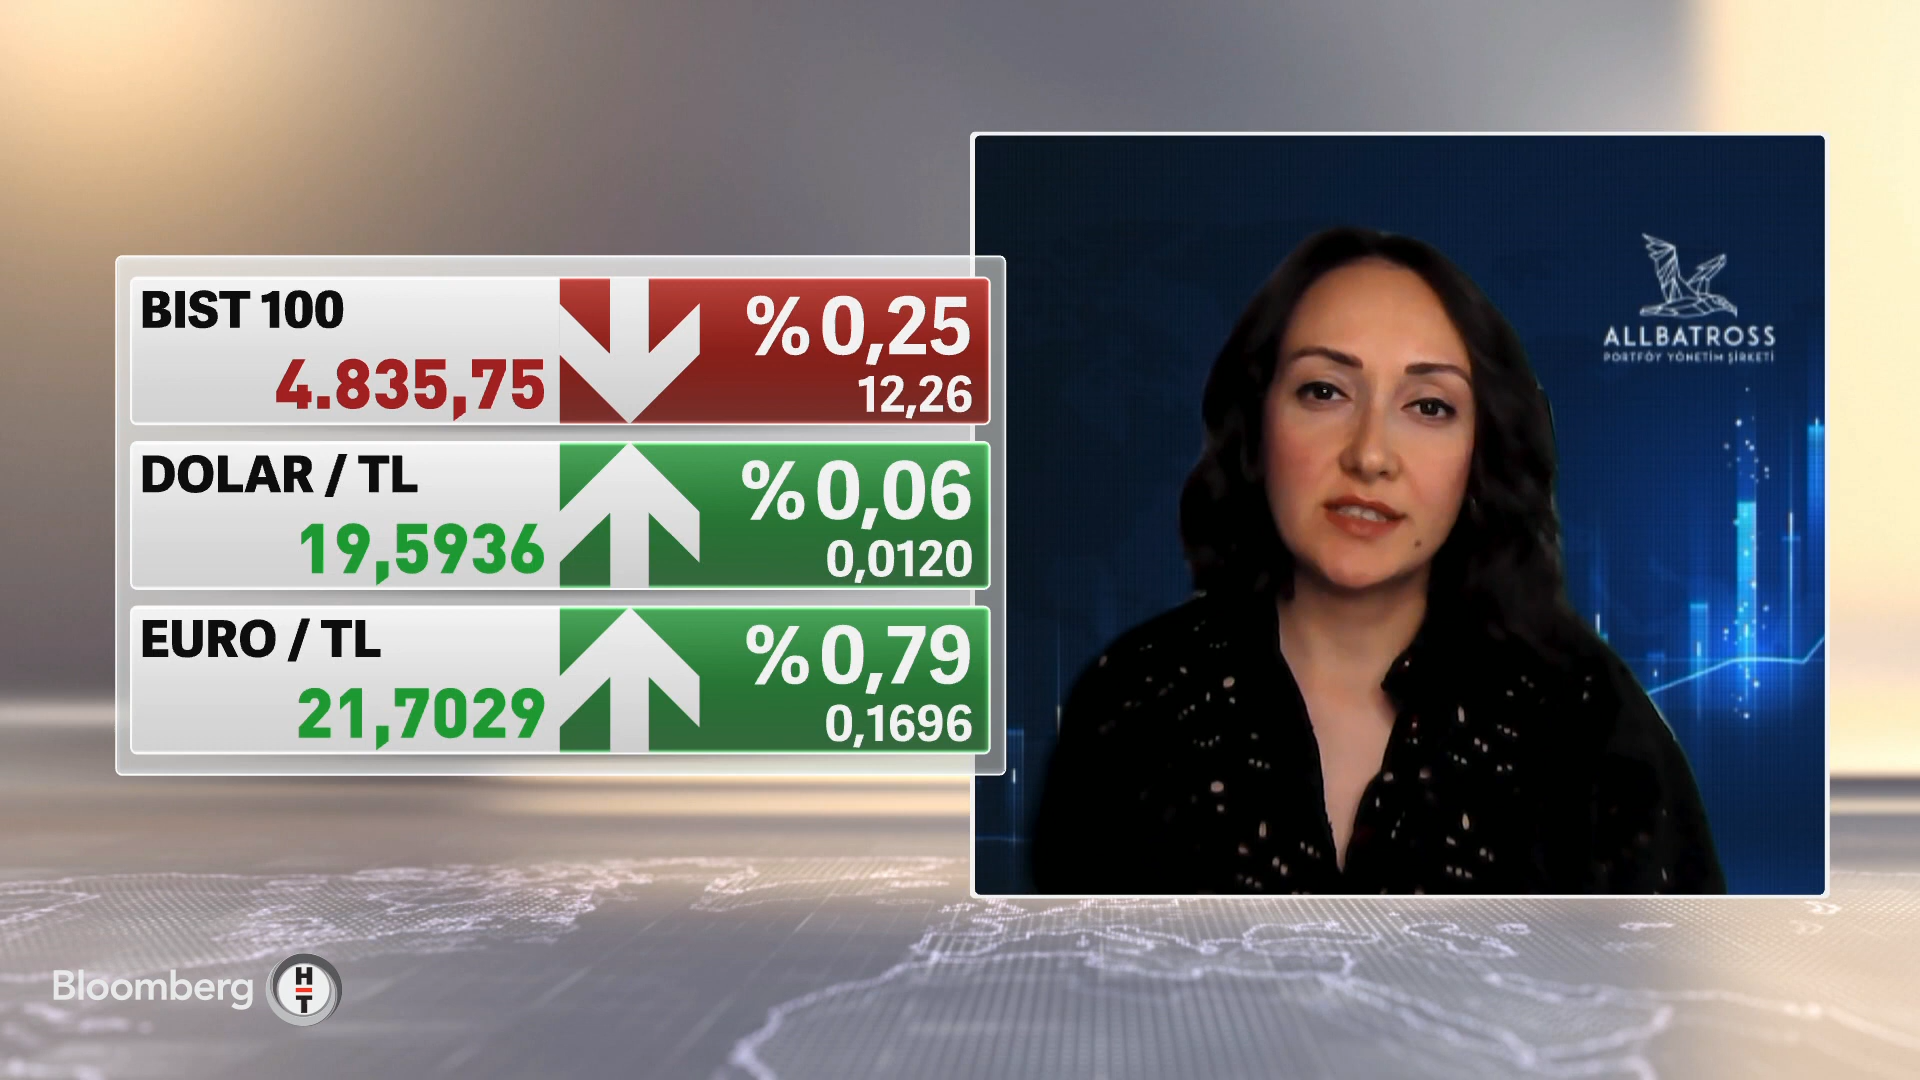 BIST 100
4.835,75
%0,25
12,26
DOLAR / TL
19,5936
%0,06
0,0120
EURO / TL
21,7029
%0,79
0,1696
ALLBATROSS
PORTFÖY YÖNETİM ŞİRKETİ
Bloomberg HT